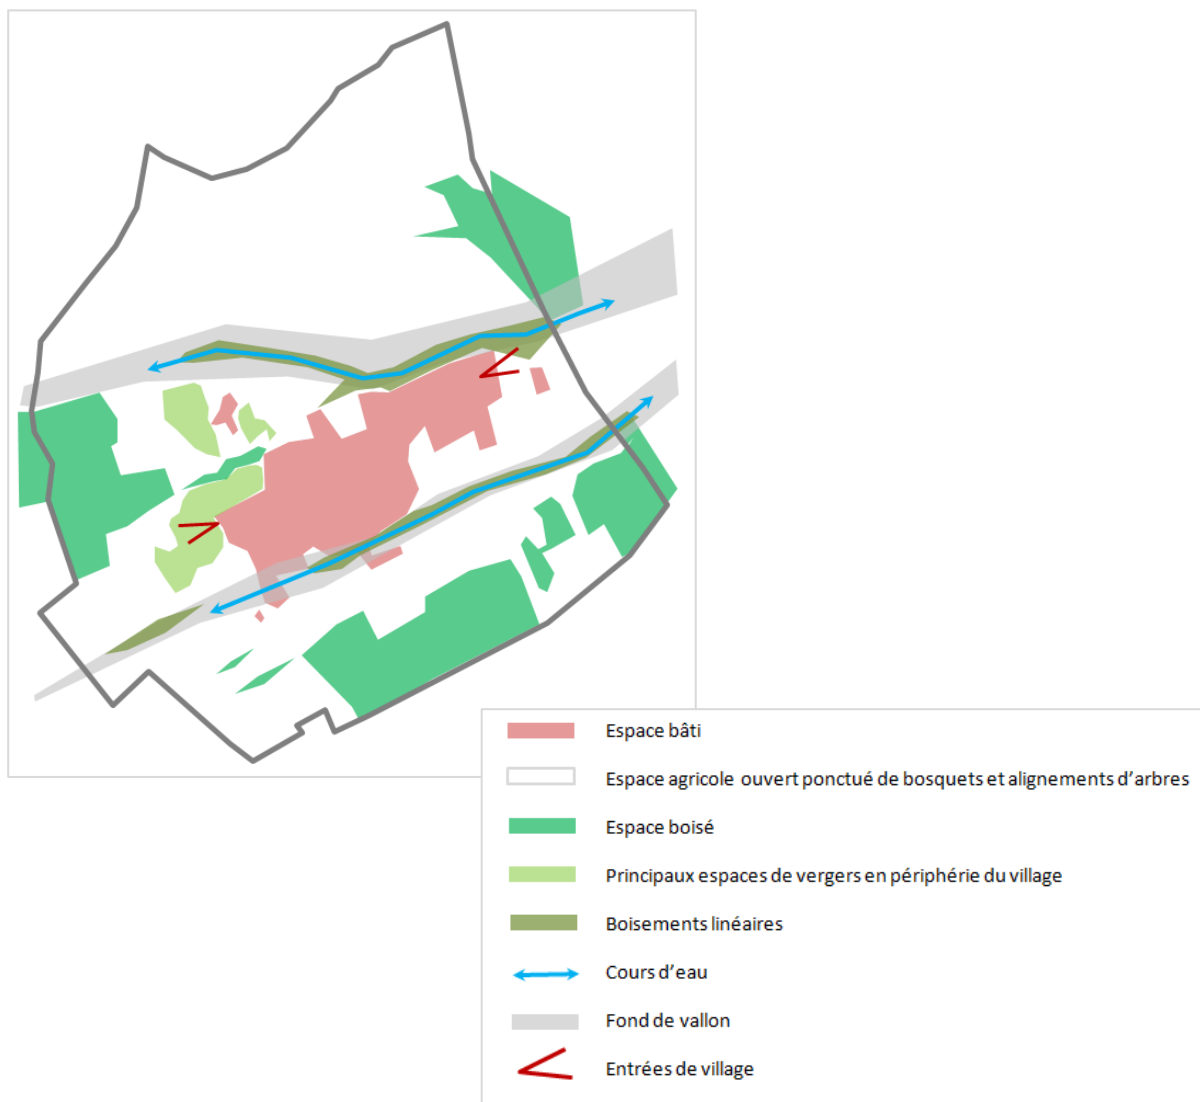 Espace bâti
Espace agricole ouvert ponctué de bosquets et alignements d'arbres
Espace boisé
Principaux espaces de vergers en périphérie du village
Boisements linéaires
Cours d'eau
Fond de vallon
Entrées de village